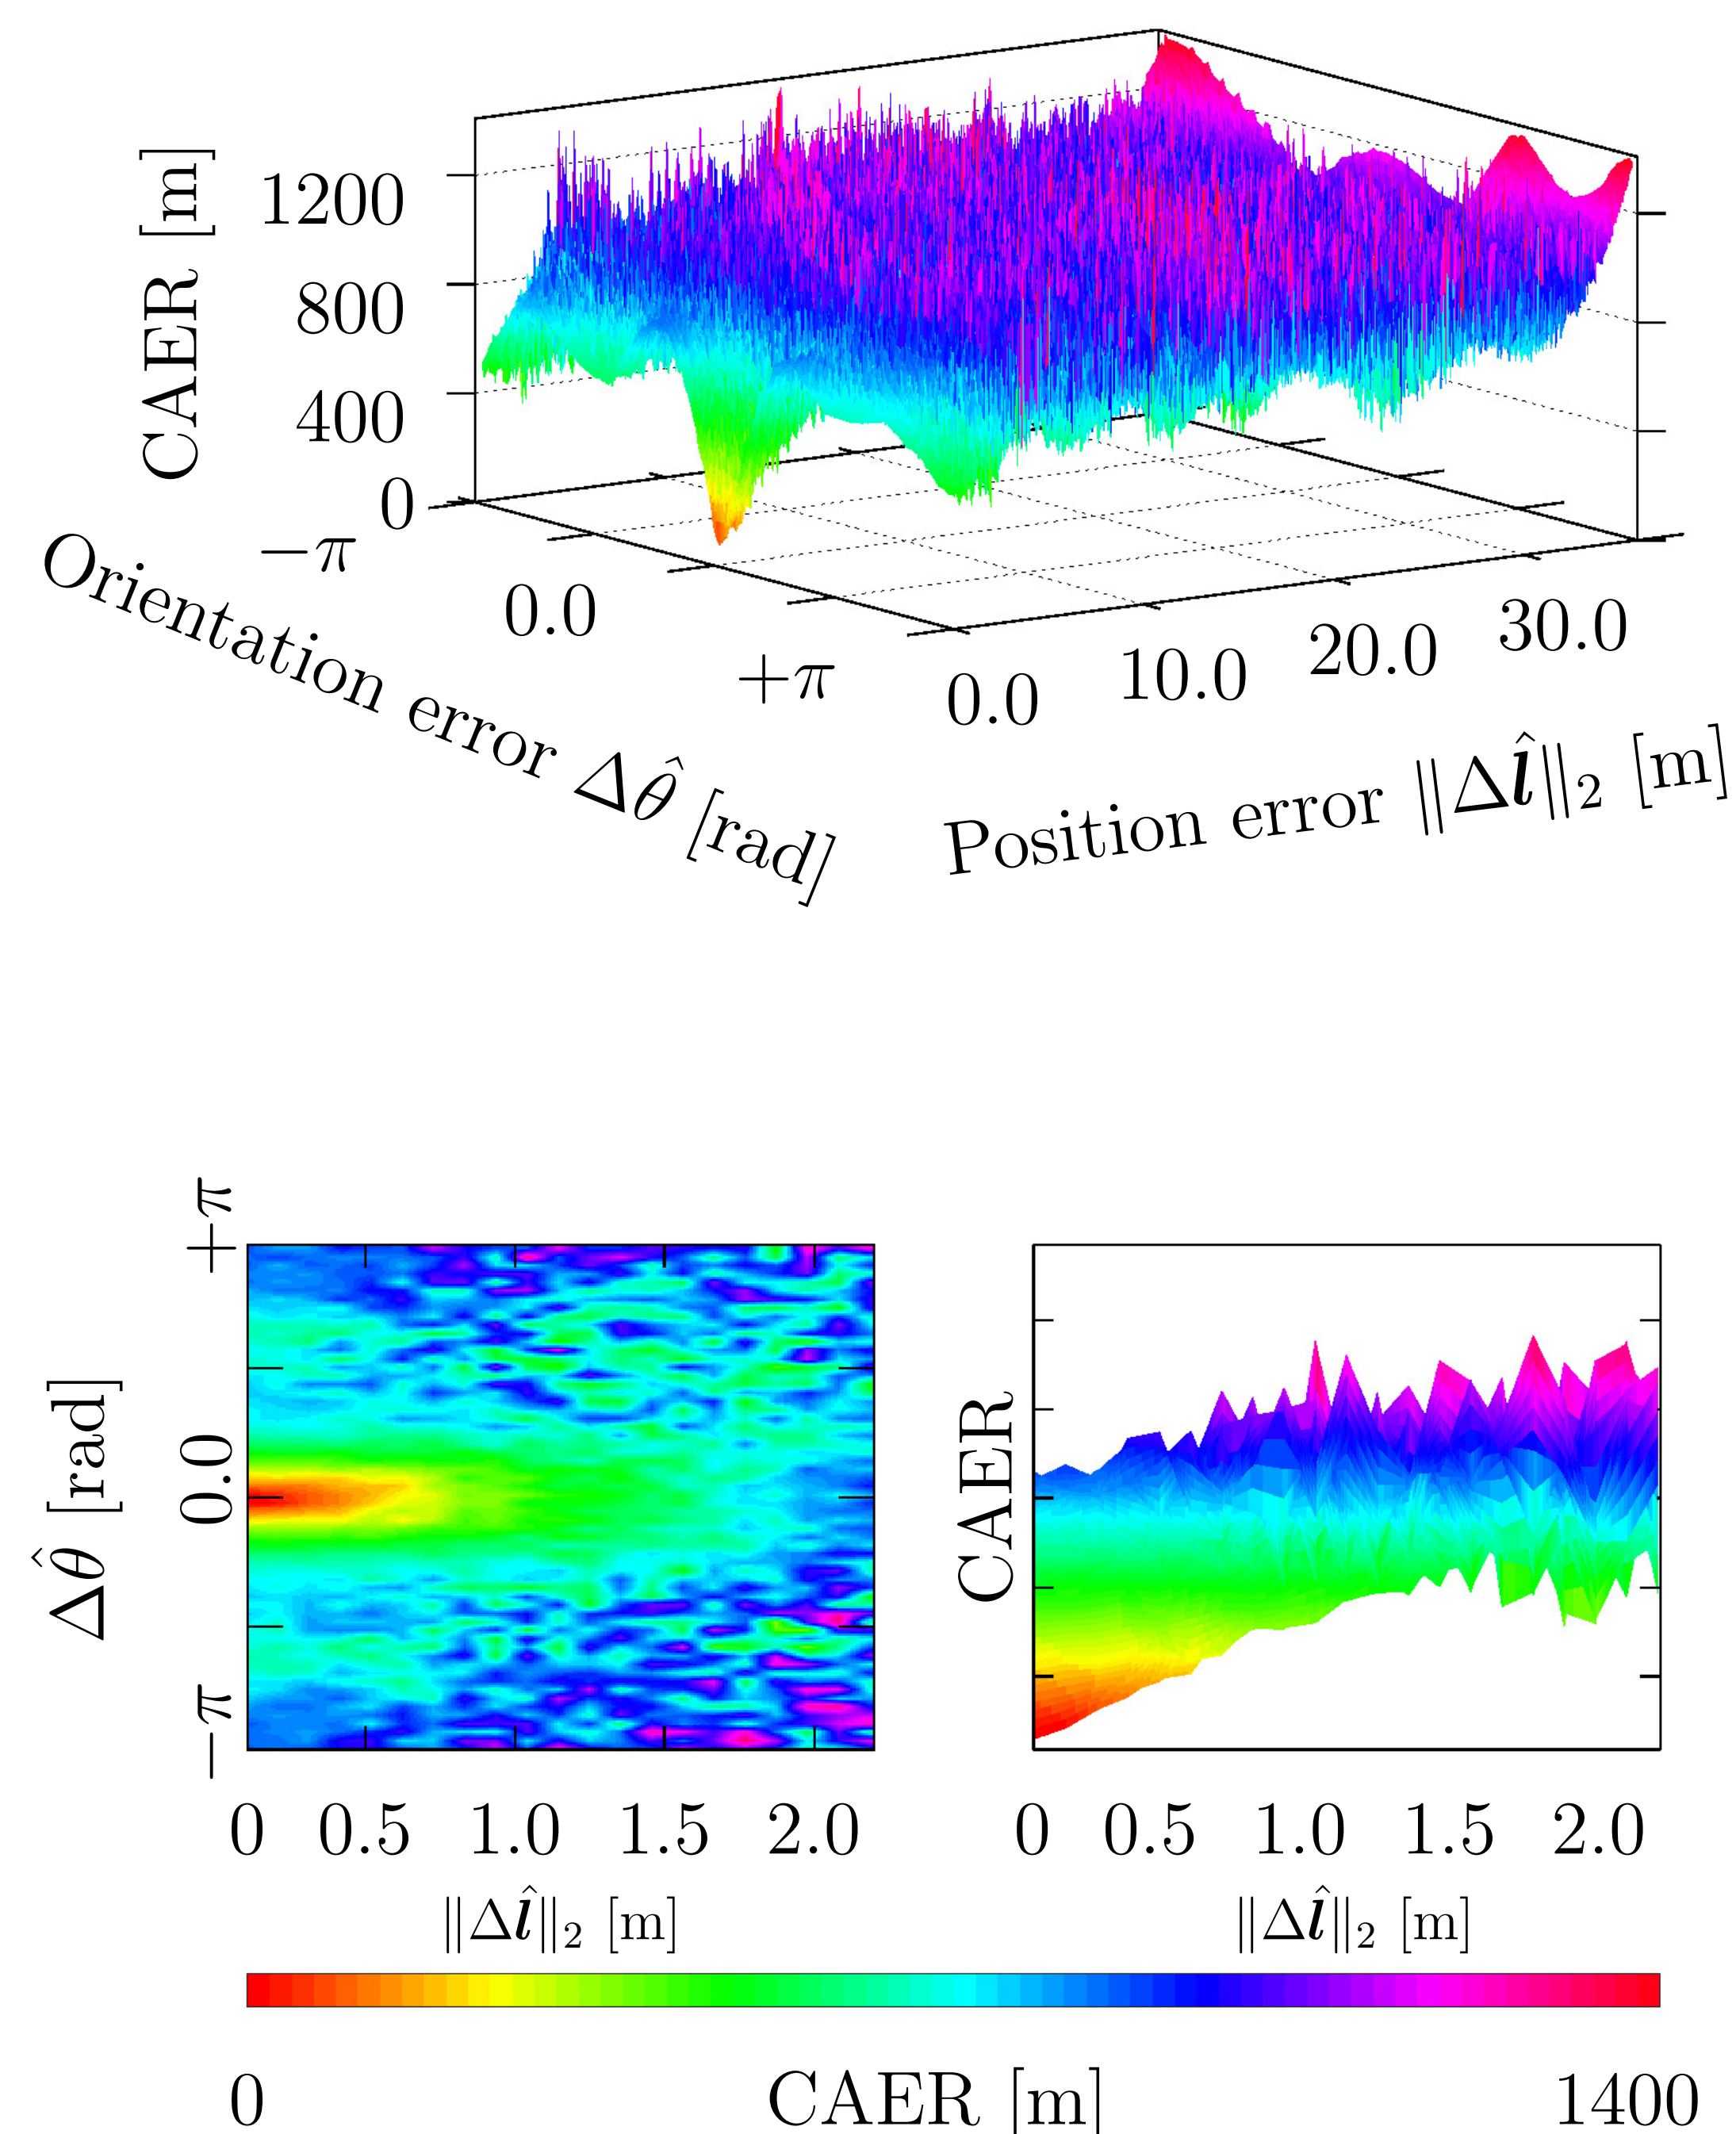 CAER [m]
1200
800
400
0
−π
0.0
+π
Orientation error Δθ̂ [rad]
0.0
10.0
20.0
30.0
Position error ‖Δl̂‖₂ [m]
+π
0.0
−π
Δθ̂ [rad]
0 0.5 1.0 1.5 2.0
‖Δl̂‖₂ [m]
CAER
0 0.5 1.0 1.5 2.0
‖Δl̂‖₂ [m]
0 CAER [m] 1400